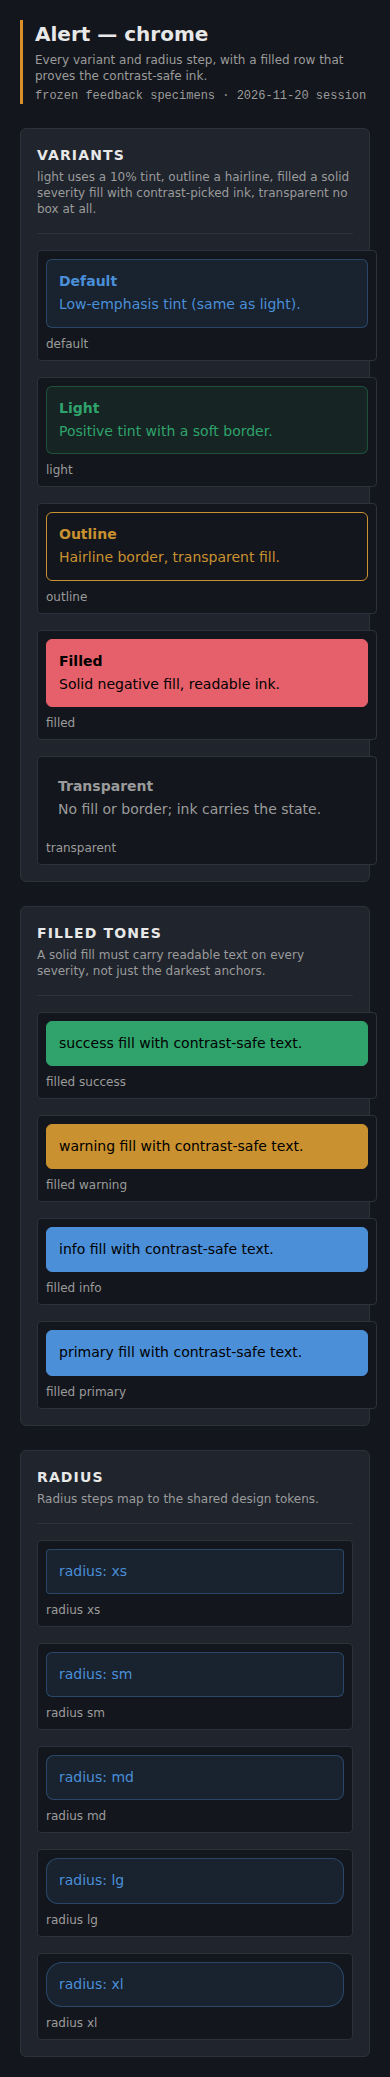 Alert — chrome
Every variant and radius step, with a filled row that
proves the contrast-safe ink.
frozen feedback specimens · 2026-11-20 session
VARIANTS
light uses a 10% tint, outline a hairline, filled a solid
severity fill with contrast-picked ink, transparent no
box at all.
Default
Low-emphasis tint (same as light).
default
Light
Positive tint with a soft border.
light
Outline
Hairline border, transparent fill.
outline
Filled
Solid negative fill, readable ink.
filled
Transparent
No fill or border; ink carries the state.
transparent
FILLED TONES
A solid fill must carry readable text on every
severity, not just the darkest anchors.
success fill with contrast-safe text.
filled success
warning fill with contrast-safe text.
filled warning
info fill with contrast-safe text.
filled info
primary fill with contrast-safe text.
filled primary
RADIUS
Radius steps map to the shared design tokens.
radius: xs
radius xs
radius: sm
radius sm
radius: md
radius md
radius: lg
radius lg
radius: xl
radius xl